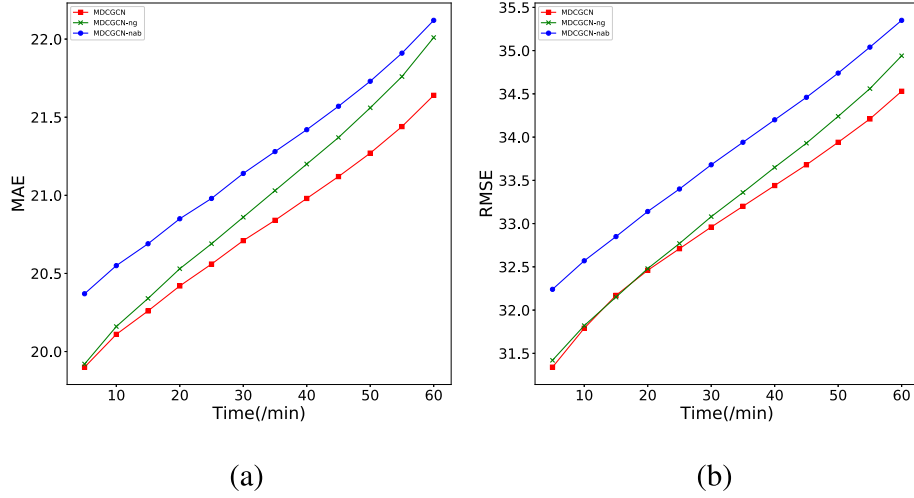 MDCGCN
MDCGCN-ng
MDCGCN-nab
22.0
21.5
21.0
20.5
20.0
MAE
10 20 30 40 50 60
Time(/min)
(a)
MDCGCN
MDCGCN-ng
MDCGCN-nab
35.5
35.0
34.5
34.0
33.5
33.0
32.5
32.0
31.5
RMSE
10 20 30 40 50 60
Time(/min)
(b)